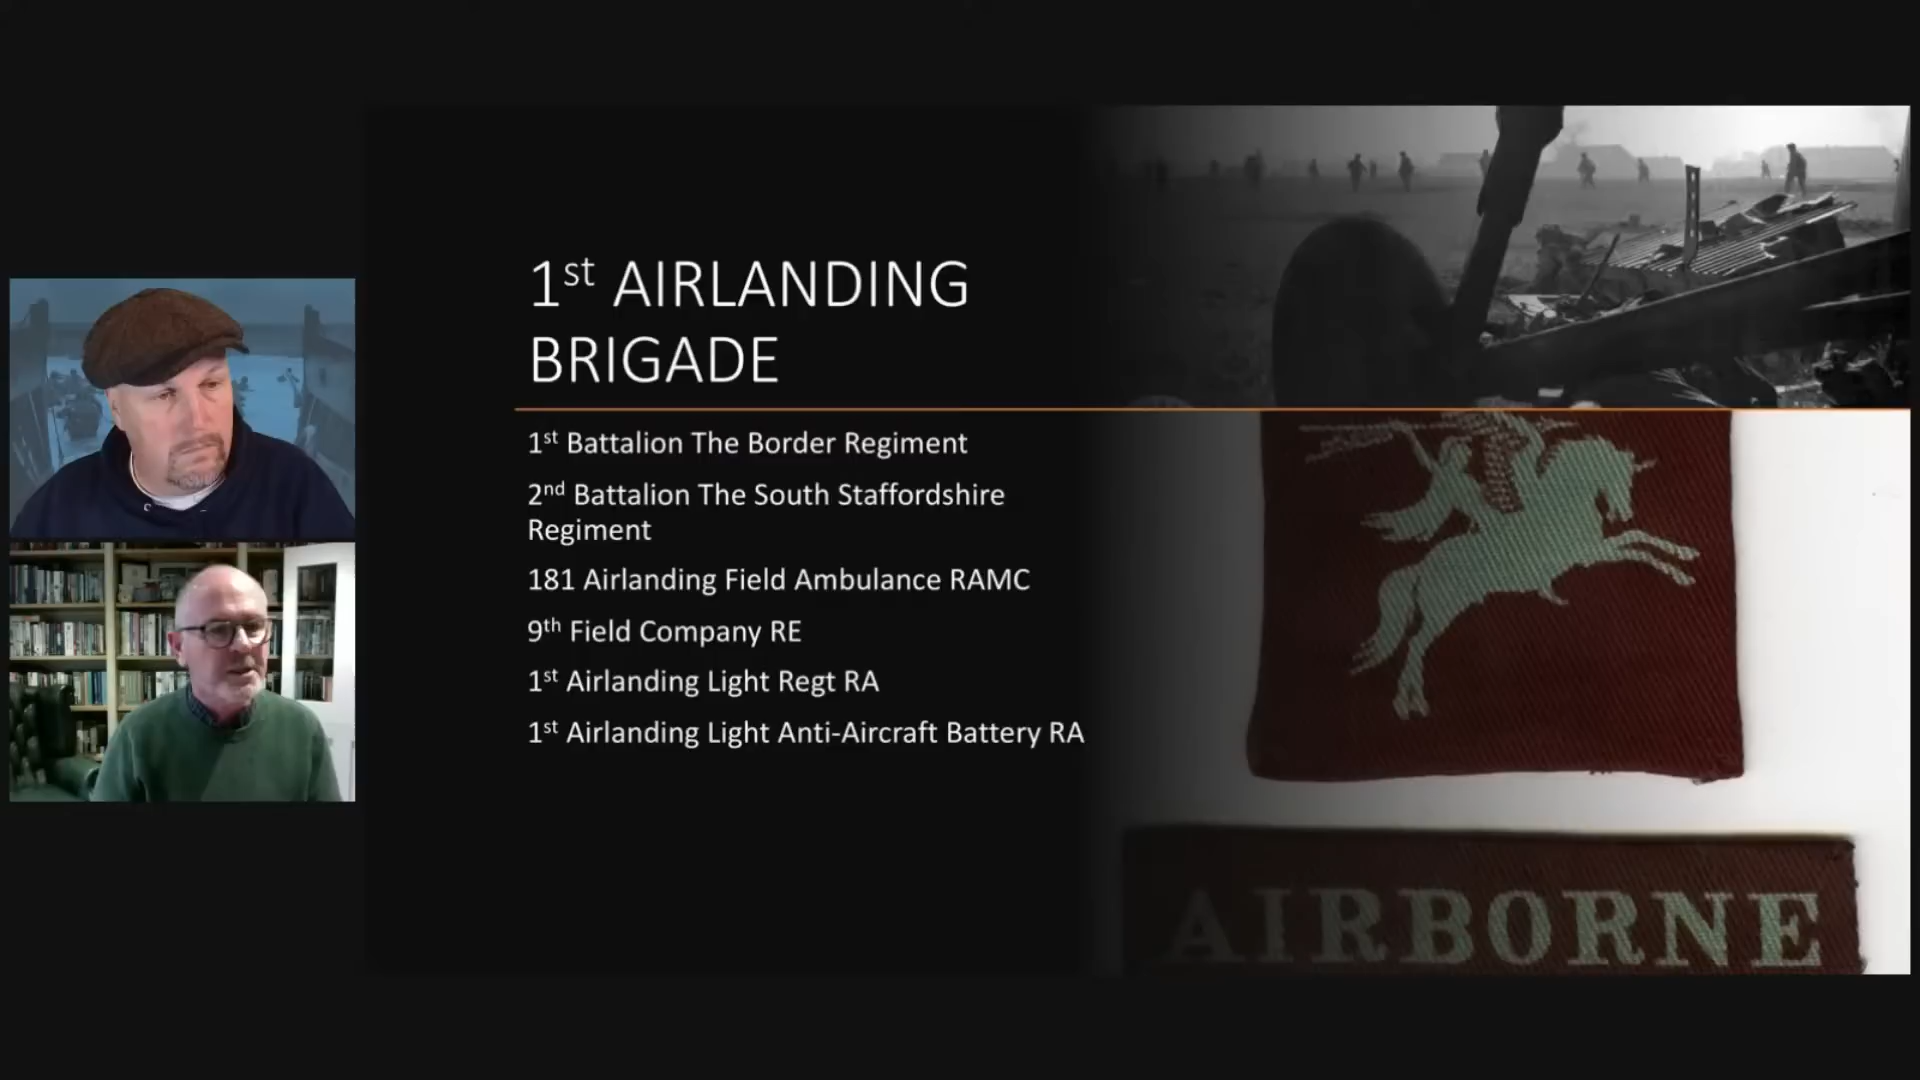 1st AIRLANDING
BRIGADE
1st Battalion The Border Regiment
2nd Battalion The South Staffordshire
Regiment
181 Airlanding Field Ambulance RAMC
9th Field Company RE
1st Airlanding Light Regt RA
1st Airlanding Light Anti-Aircraft Battery RA
AIRBORNE